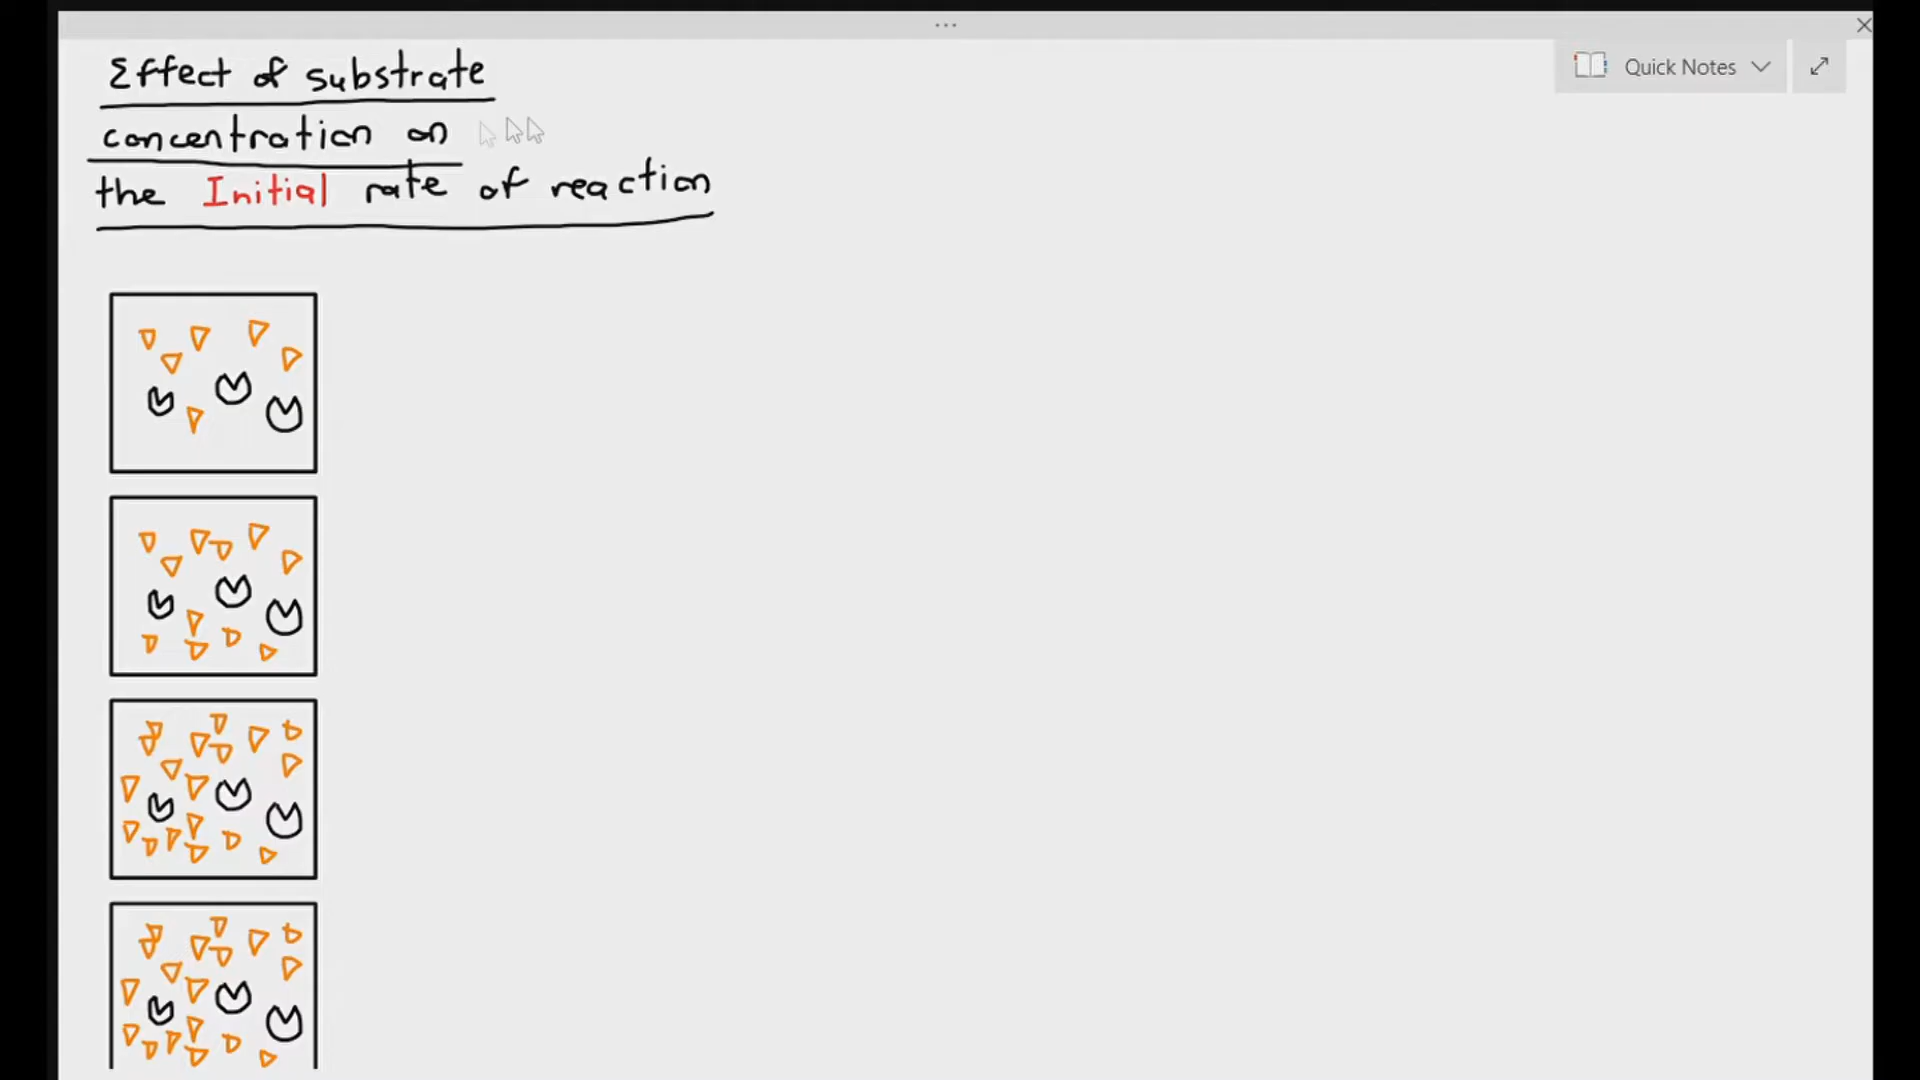 Effect of substrate
concentration on
the Initial rate of reaction
Quick Notes